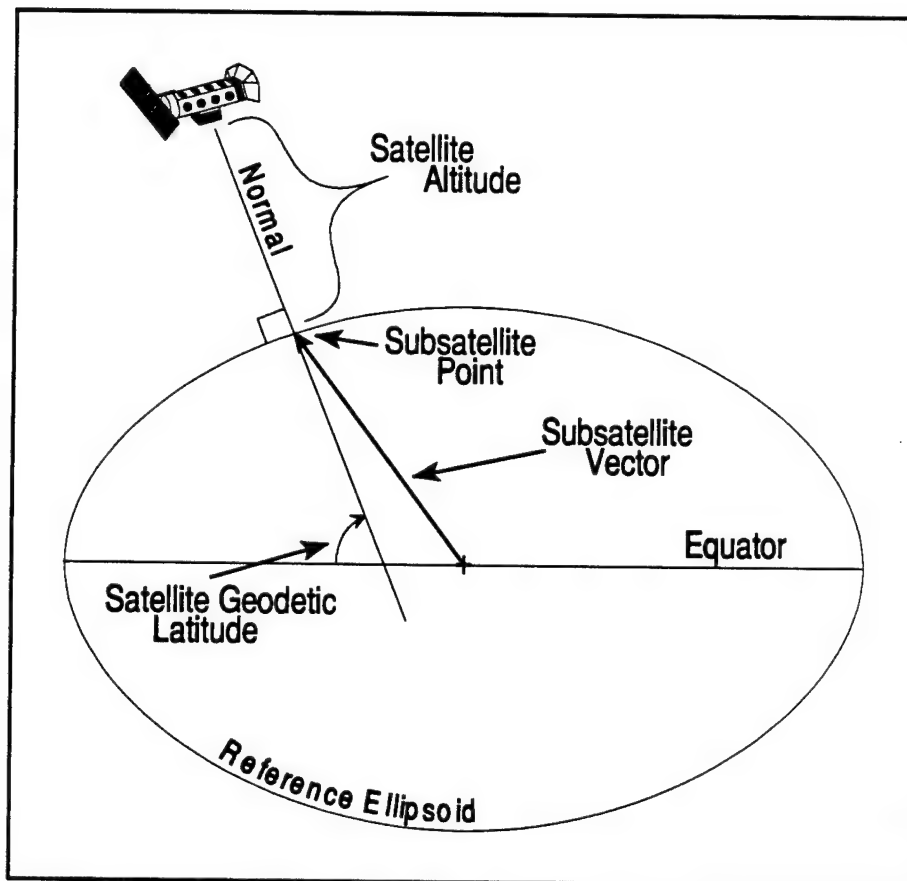 Satellite
Altitude
Normal
Subsatellite
Point
Subsatellite
Vector
Equator
Satellite Geodetic
Latitude
Reference Ellipsoid